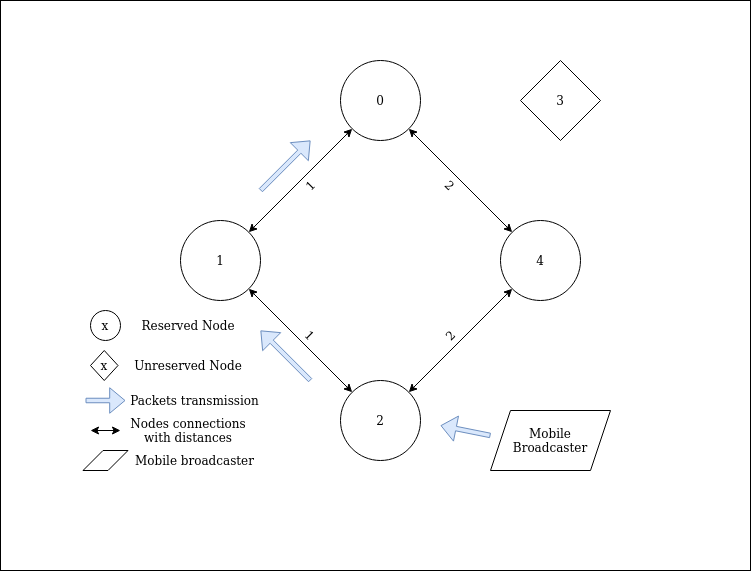 0
3
1
2
1
4
1
2
x
Reserved Node
x
Unreserved Node
Packets transmission
Nodes connections
with distances
Mobile broadcaster
2
Mobile
Broadcaster